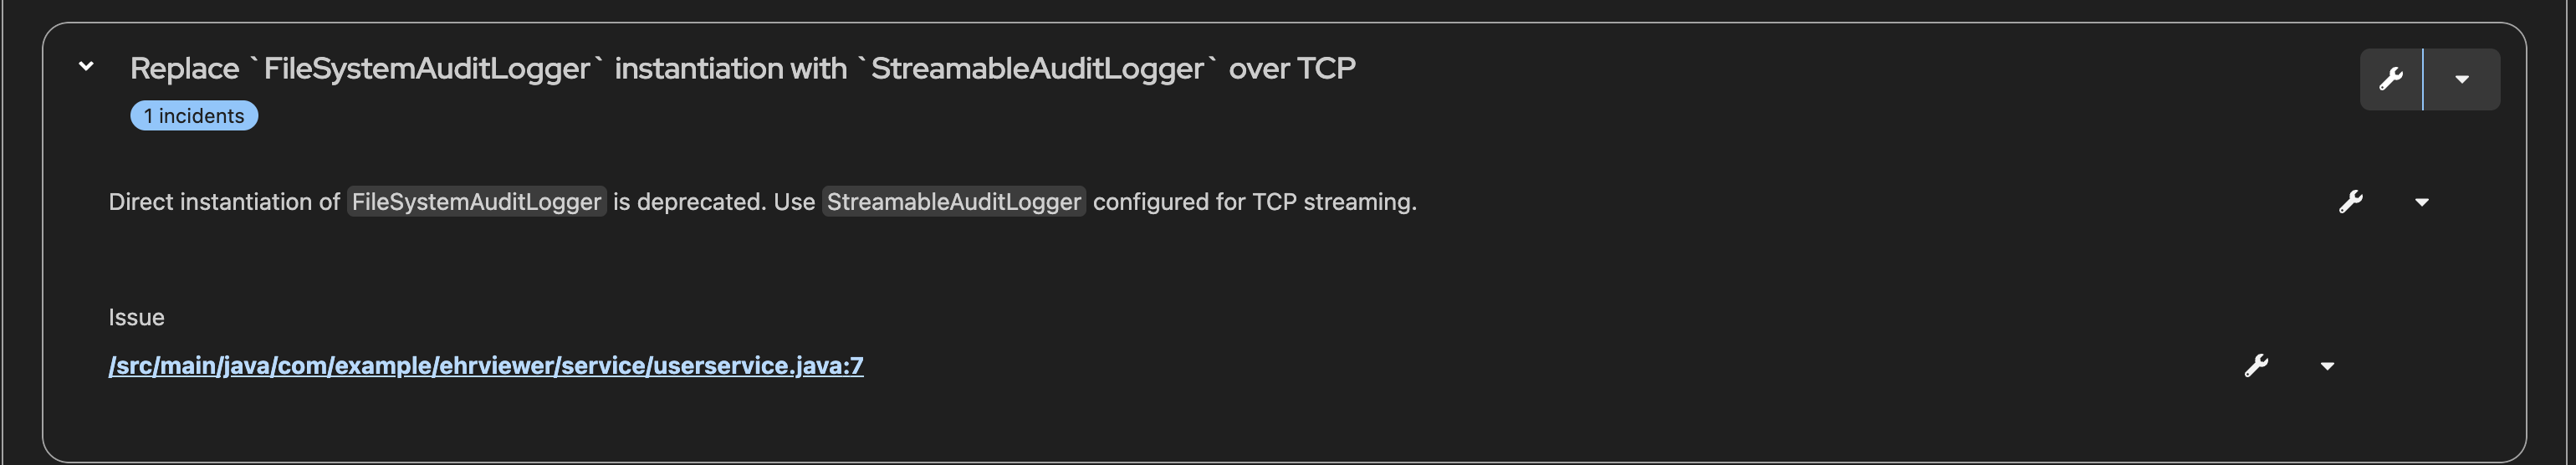 Replace `FileSystemAuditLogger` instantiation with `StreamableAuditLogger` over TCP
1 incidents
Direct instantiation of FileSystemAuditLogger is deprecated. Use StreamableAuditLogger configured for TCP streaming.
Issue
/src/main/java/com/example/ehrviewer/service/userservice.java:7